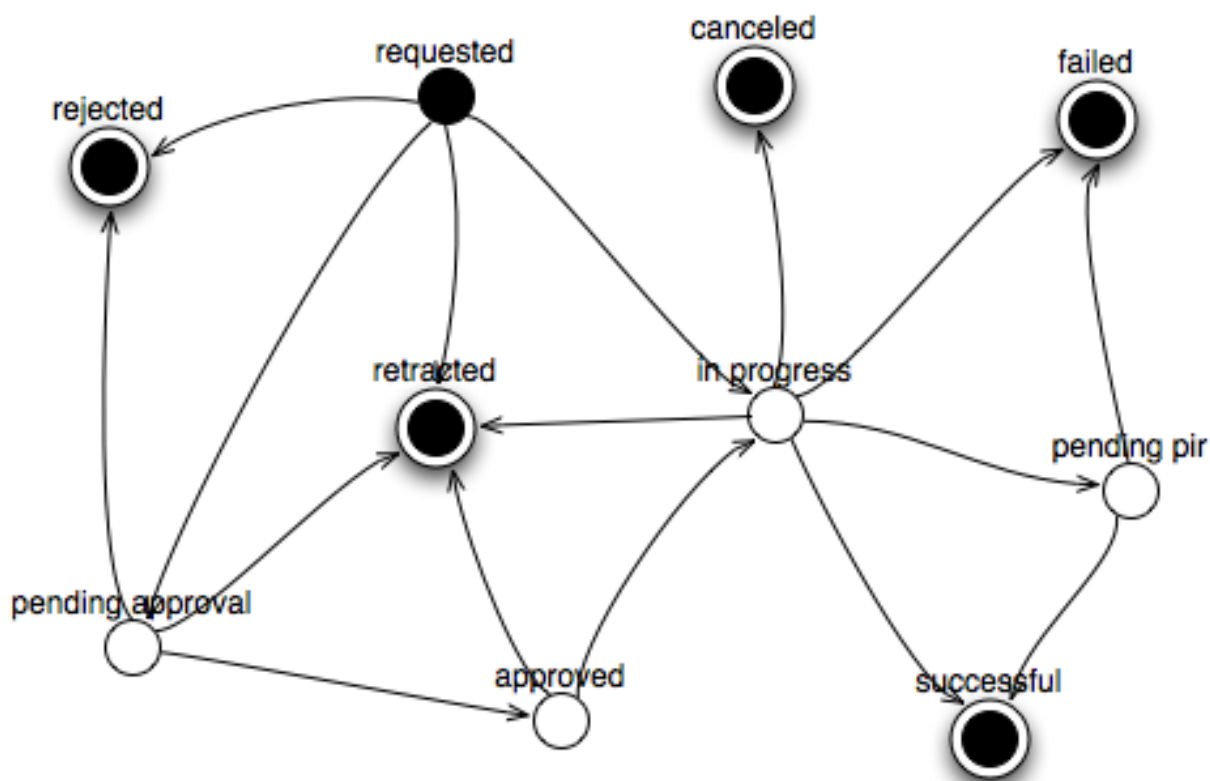 canceled
requested
failed
rejected
retracted
in progress
pending pir
pending approval
approved
successful